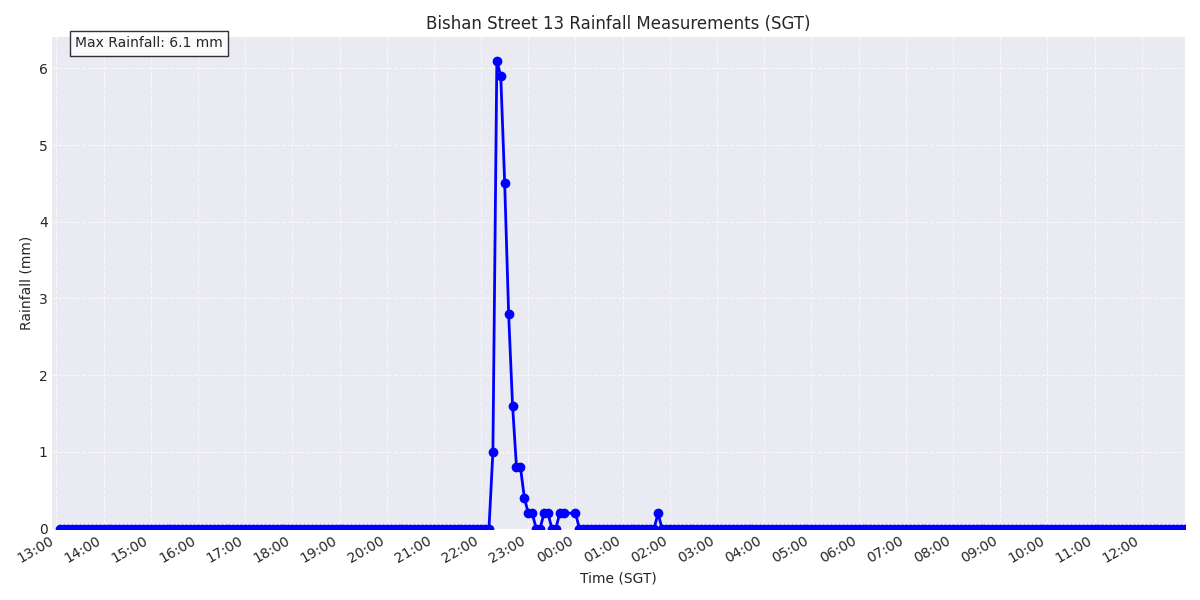 Bishan Street 13 Rainfall Measurements (SGT)
Max Rainfall: 6.1 mm
6
5
4
3
2
1
0
Rainfall (mm)
13:00 14:00 15:00 16:00 17:00 18:00 19:00 20:00 21:00 22:00 23:00 00:00 01:00 02:00 03:00 04:00 05:00 06:00 07:00 08:00 09:00 10:00 11:00 12:00
Time (SGT)